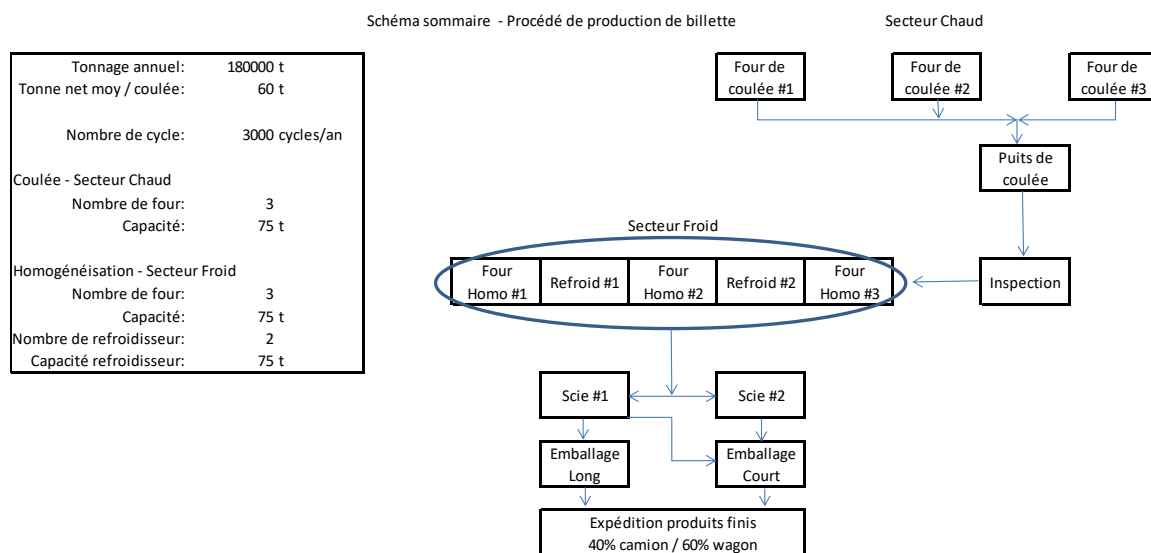 Schéma sommaire - Procédé de production de billette
Secteur Chaud
Tonnage annuel: 180000 t
Tonne net moy / coulée: 60 t
Nombre de cycle: 3000 cycles/an
Coulée - Secteur Chaud
Nombre de four: 3
Capacité: 75 t
Homogénéisation - Secteur Froid
Nombre de four: 3
Capacité: 75 t
Nombre de refroidisseur: 2
Capacité refroidisseur: 75 t
Four de
coulée #1
Four de
coulée #2
Four de
coulée #3
Puits de
coulée
Inspection
Secteur Froid
Four
Homo #1
Refroid #1
Four
Homo #2
Refroid #2
Four
Homo #3
Scie #1
Scie #2
Emballage
Long
Emballage
Court
Expédition produits finis
40% camion / 60% wagon